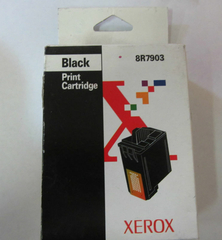 Black
8R7903
Print
Cartridge
X
XEROX